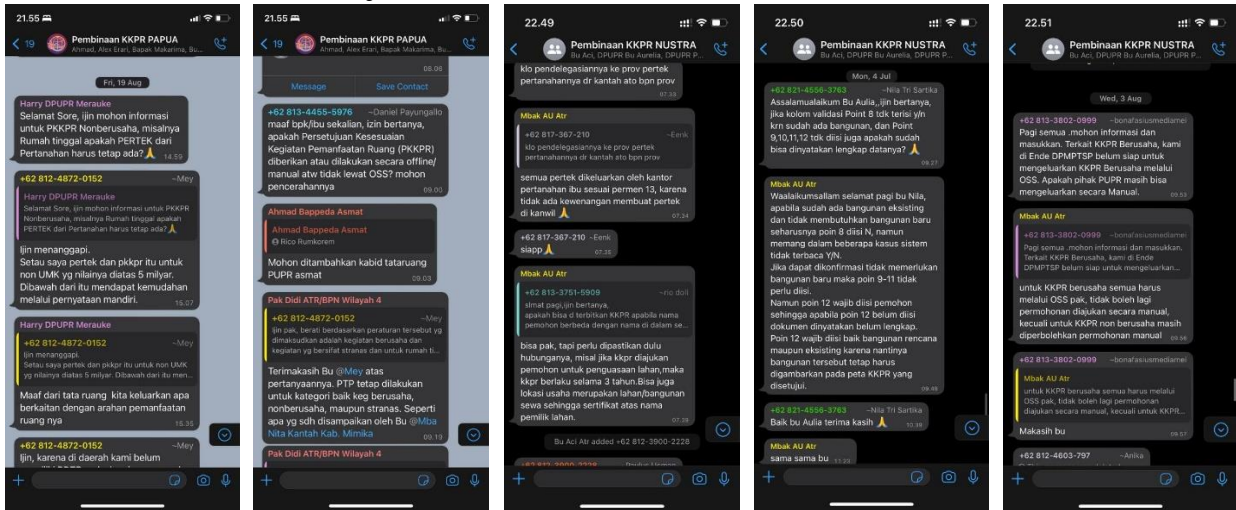 21.55
19
Pembinaan KKPR PAPUA
Ahmad, Alex Erari, Bapak Makarima, Bu...
Fri, 19 Aug
Harry DPUPR Merauke
Selamat Sore, ijin mohon informasi
untuk PKKPR Nonberusaha, misalnya
Rumah tinggal apakah PERTEK dari
Pertanahan harus tetap ada?🙏 14.59
+62 812-4872-0152 ~Mey
Harry DPUPR Merauke
Selamat Sore, ijin mohon informasi untuk PKKPR
Nonberusaha, misalnya Rumah tinggal apakah
PERTEK dari Pertanahan harus tetap ada?🙏
Ijin menanggapi.
Setau saya pertek dan pkkpr itu untuk
non UMK yg nilainya diatas 5 milyar.
Dibawah dari itu mendapat kemudahan
melalui pernyataan mandiri. 15.07
Harry DPUPR Merauke
+62 812-4872-0152 ~Mey
Ijin menanggapi.
Setau saya pertek dan pkkpr itu untuk non UMK
yg nilainya diatas 5 milyar. Dibawah dari itu men...
Maaf dari tata ruang kita keluarkan apa
berkaitan dengan arahan pemanfaatan
ruang nya 15.35
+62 812-4872-0152 ~Mey
Ijin, karena di daerah kami belum
21.55
19
Pembinaan KKPR PAPUA
Ahmad, Alex Erari, Bapak Makarima, Bu...
08.06
Message Save Contact
+62 813-4455-5976 ~Daniel Payungallo
maaf bpk/ibu sekalian, izin bertanya,
apakah Persetujuan Kesesuaian
Kegiatan Pemanfaatan Ruang (PKKPR)
diberikan atau dilakukan secara offline/
manual atw tidak lewat OSS? mohon
pencerahannya 09.00
Ahmad Bappeda Asmat
Ahmad Bappeda Asmat
@ Rico Rumkorem
Mohon ditambahkan kabid tataruang
PUPR asmat 09.03
Pak Didi ATR/BPN Wilayah 4
+62 812-4872-0152 ~Mey
Ijin pak, berati berdasarkan peraturan tersebut yg
dimaksudkan adalah kegiatan berusaha dan
kegiatan yg bersifat stranas dan untuk rumah ti...
Terimakasih Bu @Mey atas
pertanyaannya. PTP tetap dilakukan
untuk kategori baik keg berusaha,
nonberusaha, maupun stranas. Seperti
apa yg sdh disampaikan oleh Bu @Mba
Nita Kantah Kab. Mimika 09.19
Pak Didi ATR/BPN Wilayah 4
22.49
Pembinaan KKPR NUSTRA
Bu Aci, DPUPR Bu Aurelia, DPUPR P...
klo pendelegasiannya ke prov pertek
pertanahannya dr kantah ato bpn prov
07.33
Mbak AU Atr
+62 817-367-210 ~Eenk
klo pendelegasiannya ke prov pertek
pertanahannya dr kantah ato bpn prov
semua pertek dikeluarkan oleh kantor
pertanahan ibu sesuai permen 13, karena
tidak ada kewenangan membuat pertek
di kanwil 🙏 07.34
+62 817-367-210 ~Eenk
siapp🙏 07.35
Mbak AU Atr
+62 813-3751-5909 ~rio doll
slmat pagi,ijin bertanya,
apakah bisa d terbitkan KKPR apabila nama
pemohon berbeda dengan nama di dalam se...
bisa pak, tapi perlu dipastikan dulu
hubunganya, misal jika kkpr diajukan
pemohon untuk penguasaan lahan,maka
kkpr berlaku selama 3 tahun.Bisa juga
lokasi usaha merupakan lahan/bangunan
sewa sehingga sertifikat atas nama
pemilik lahan. 07.39
Bu Aci Atr added +62 812-3900-2228
22.50
Pembinaan KKPR NUSTRA
Bu Aci, DPUPR Bu Aurelia, DPUPR P...
Mon, 4 Jul
+62 821-4556-3763 ~Nila Tri Sartika
Assalamualaikum Bu Aulia,,ijin bertanya,
jika kolom validasi Point 8 tdk terisi y/n
krn sudah ada bangunan, dan Point
9,10,11,12 tdk diisi juga apakah sudah
bisa dinyatakan lengkap datanya? 🙏
09.27
Mbak AU Atr
Waalaikumsallam selamat pagi bu Nila,
apabila sudah ada bangunan eksisting
dan tidak membutuhkan bangunan baru
seharusnya poin 8 diisi N, namun
memang dalam beberapa kasus sistem
tidak terbaca Y/N.
Jika dapat dikonfirmasi tidak memerlukan
bangunan baru maka poin 9-11 tidak
perlu diisi.
Namun poin 12 wajib diisi pemohon
sehingga apabila poin 12 belum diisi
dokumen dinyatakan belum lengkap.
Poin 12 wajib diisi baik bangunan rencana
maupun eksisting karena nantinya
bangunan tersebut tetap harus
digambarkan pada peta KKPR yang
disetujui. 09.49
+62 821-4556-3763 ~Nila Tri Sartika
Baik bu Aulia terima kasih 🙏 10.39
Mbak AU Atr
sama sama bu 11.23
22.51
Pembinaan KKPR NUSTRA
Bu Aci, DPUPR Bu Aurelia, DPUPR P...
Wed, 3 Aug
+62 813-3802-0999 ~bonafasiusmediamei
Pagi semua .mohon informasi dan
masukkan. Terkait KKPR Berusaha, kami
di Ende DPMPTSP belum siap untuk
mengeluarkan KKPR Berusaha melalui
OSS. Apakah pihak PUPR masih bisa
mengeluarkan secara Manual. 09.53
Mbak AU Atr
+62 813-3802-0999 ~bonafasiusmediamei
Pagi semua .mohon informasi dan masukkan.
Terkait KKPR Berusaha, kami di Ende
DPMPTSP belum siap untuk mengeluarkan...
untuk KKPR berusaha semua harus
melalui OSS pak, tidak boleh lagi
permohonan diajukan secara manual,
kecuali untuk KKPR non berusaha masih
diperbolehkan permohonan manual 09.56
+62 813-3802-0999 ~bonafasiusmediamei
Mbak AU Atr
untuk KKPR berusaha semua harus melalui
OSS pak, tidak boleh lagi permohonan
diajukan secara manual, kecuali untuk KKPR...
Makasih bu 09.57
+62 812-4603-797 ~Anika